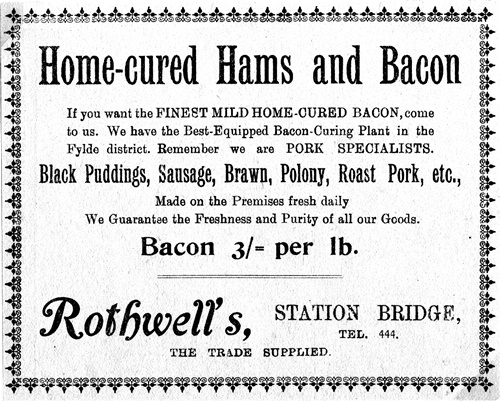 Home-cured Hams and Bacon
If you want the FINEST MILD HOME-CURED BACON, come
to us. We have the Best-Equipped Bacon-Curing Plant in the
Fylde district. Remember we are PORK SPECIALISTS.
Black Puddings, Sausage, Brawn, Polony, Roast Pork, etc.,
Made on the Premises fresh daily
We Guarantee the Freshness and Purity of all our Goods.
Bacon 3/= per lb.
Rothwell's, STATION BRIDGE,
TEL. 444.
THE TRADE SUPPLIED.